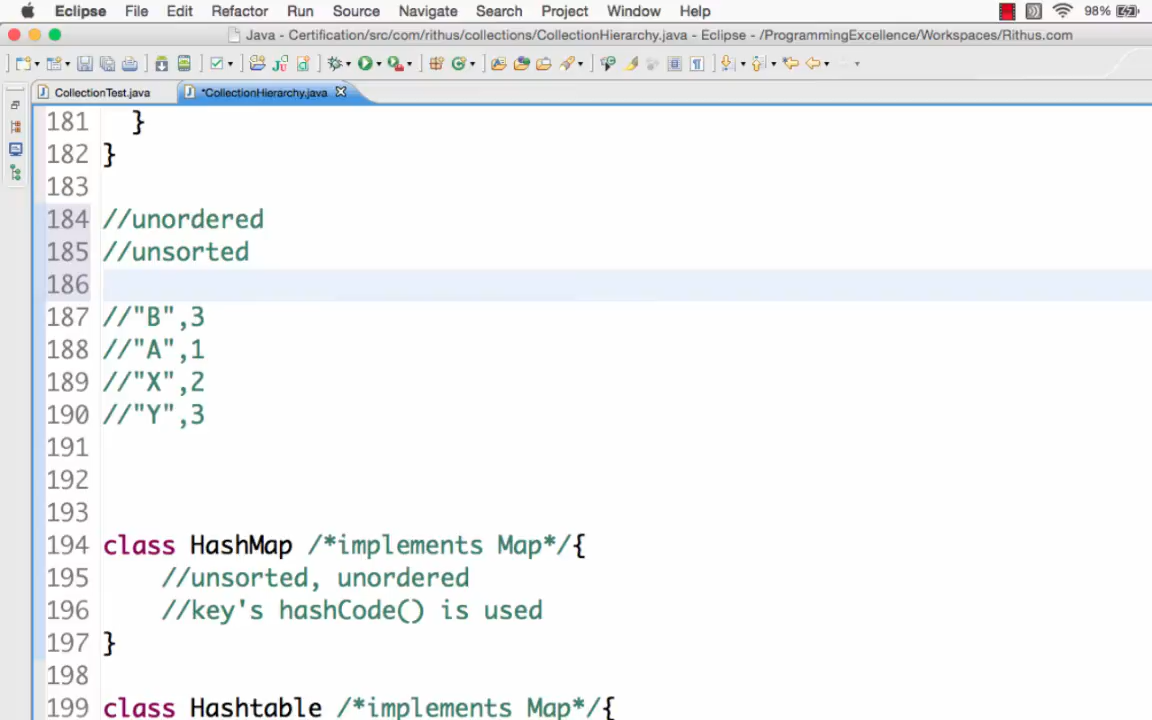 Eclipse File Edit Refactor Run Source Navigate Search Project Window Help 98%
Java - Certification/src/com/rithus/collections/CollectionHierarchy.java - Eclipse - /ProgrammingExcellence/Workspaces/Rithus.com
CollectionTest.java *CollectionHierarchy.java
181 }
182 }
183
184 //unordered
185 //unsorted
186
187 //"B",3
188 //"A",1
189 //"X",2
190 //"Y",3
191
192
193
194 class HashMap /*implements Map*/{
195 //unsorted, unordered
196 //key's hashCode() is used
197 }
198
199 class Hashtable /*implements Map*/{